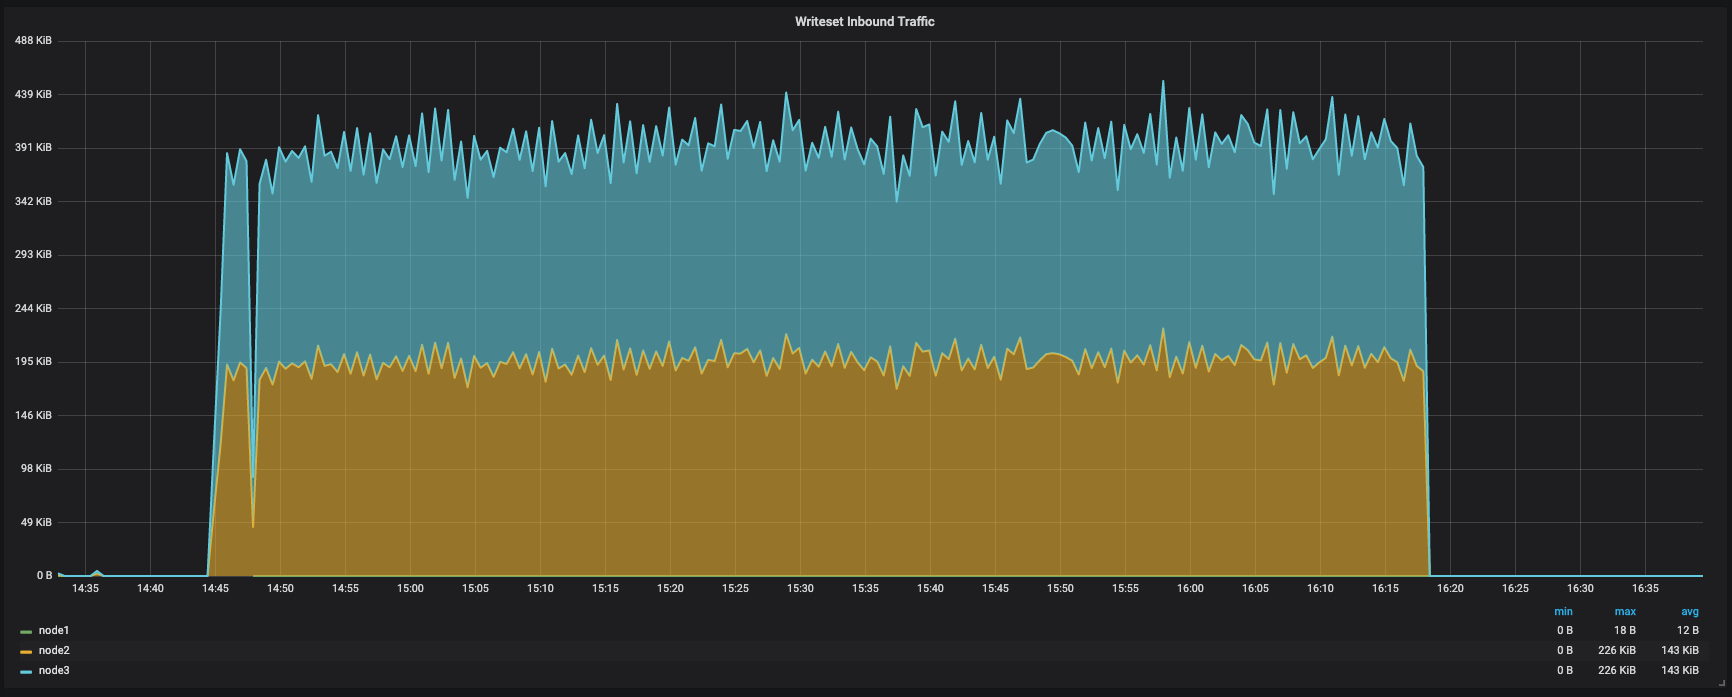 Writeset Inbound Traffic
488 KiB
439 KiB
391 KiB
342 KiB
293 KiB
244 KiB
195 KiB
146 KiB
98 KiB
49 KiB
0 B
14:35 14:40 14:45 14:50 14:55 15:00 15:05 15:10 15:15 15:20 15:25 15:30 15:35 15:40 15:45 15:50 15:55 16:00 16:05 16:10 16:15 16:20 16:25 16:30 16:35
min max avg
node1 0 B 18 B 12 B
node2 0 B 226 KiB 143 KiB
node3 0 B 226 KiB 143 KiB